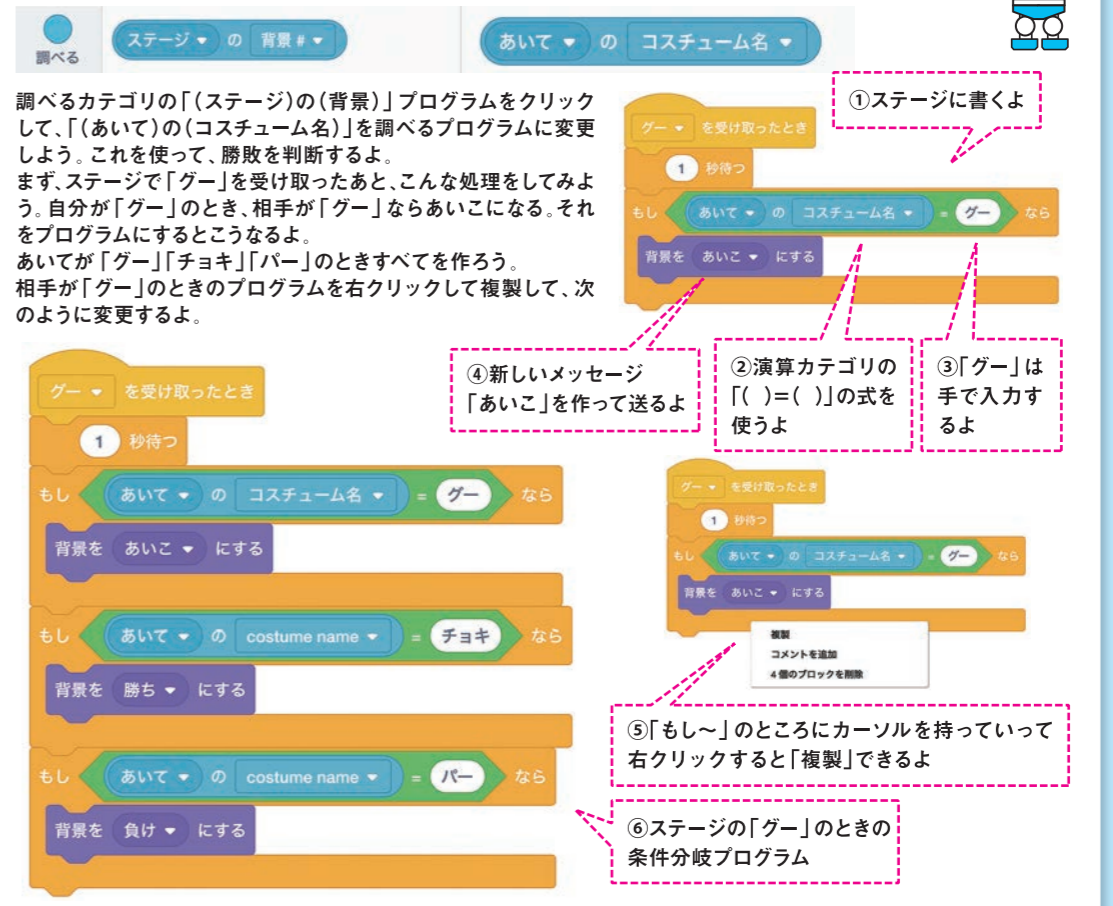 調べる
ステージ の 背景 #
あいて の コスチューム名
調べるカテゴリの「(ステージ)の(背景)」プログラムをクリック
して、「(あいて)の(コスチューム名)」を調べるプログラムに変更
しよう。これを使って、勝敗を判断するよ。
まず、ステージで「グー」を受け取ったあと、こんな処理をしてみよ
う。自分が「グー」のとき、相手が「グー」ならあいこになる。それ
をプログラムにするとこうなるよ。
あいてが「グー」「チョキ」「パー」のときすべてを作ろう。
相手が「グー」のときのプログラムを右クリックして複製して、次
のように変更するよ。
①ステージに書くよ
グー を受け取ったとき
1 秒待つ
もし あいて の コスチューム名 = グー なら
背景を あいこ にする
④新しいメッセージ
「あいこ」を作って送るよ
②演算カテゴリの
「( )=( )」の式を
使うよ
③「グー」は
手で入力す
るよ
グー を受け取ったとき
1 秒待つ
もし あいて の コスチューム名 = グー なら
背景を あいこ にする
もし あいて の costume name = チョキ なら
背景を 勝ち にする
もし あいて の costume name = パー なら
背景を 負け にする
グー を受け取ったとき
1 秒待つ
もし あいて の コスチューム名 = グー なら
背景を あいこ にする
複製
コメントを追加
4 個のブロックを削除
⑤「もし〜」のところにカーソルを持っていって
右クリックすると「複製」できるよ
⑥ステージの「グー」のときの
条件分岐プログラム